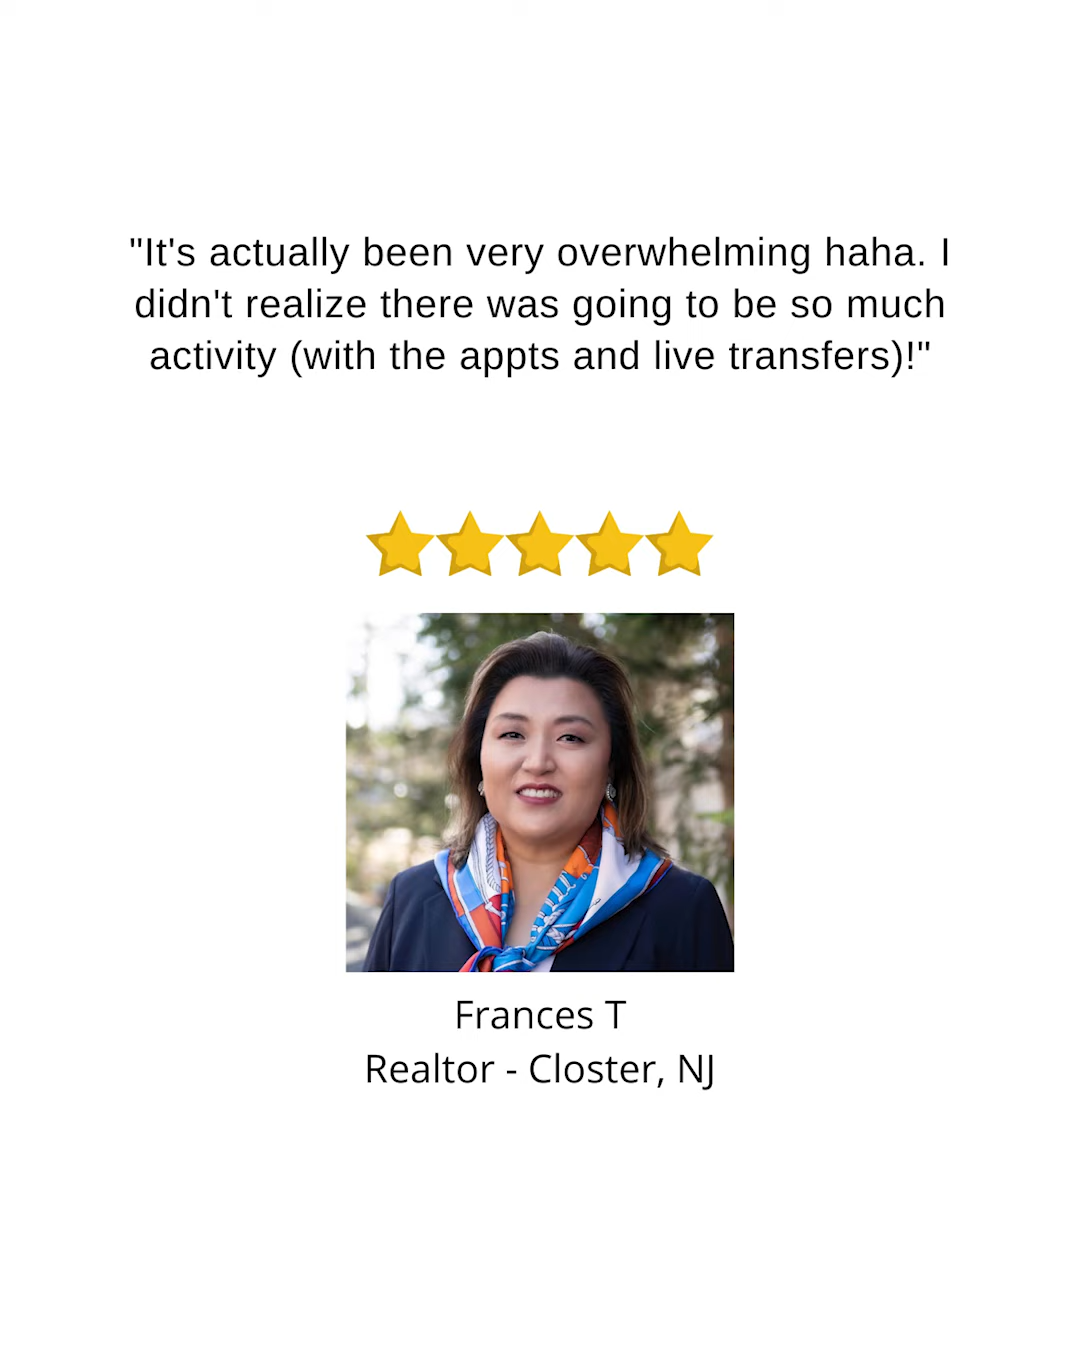 "It's actually been very overwhelming haha. I
didn't realize there was going to be so much
activity (with the appts and live transfers)!"
Frances T
Realtor - Closter, NJ